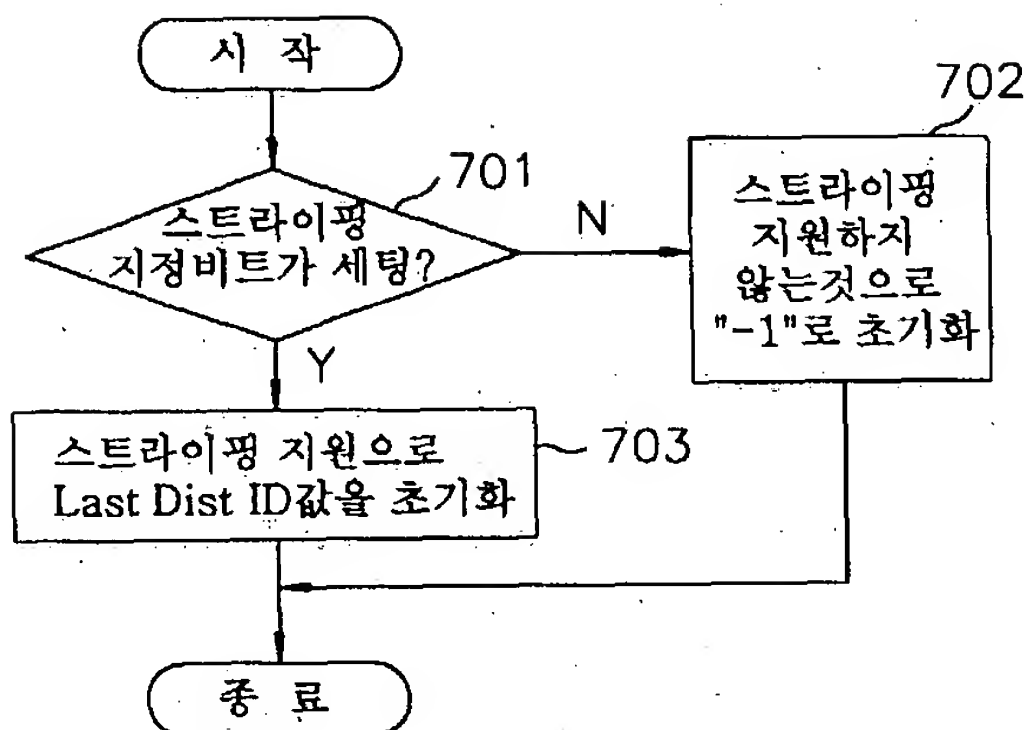 시 작
701
스트라이핑
지정비트가 세팅?
N
702
스트라이핑
지원하지
않는것으로
"-1"로 초기화
Y
703
스트라이핑 지원으로
Last Dist ID값을 초기화
종 료